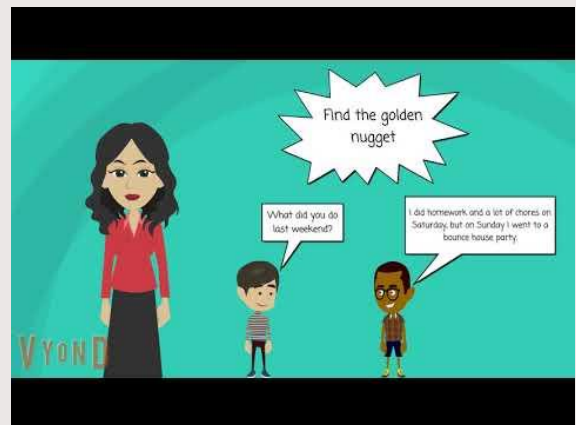 Find the golden
nugget
What did you do
last weekend?
I did homework and a lot of chores on
Saturday, but on Sunday I went to a
bounce house party.
VYOND